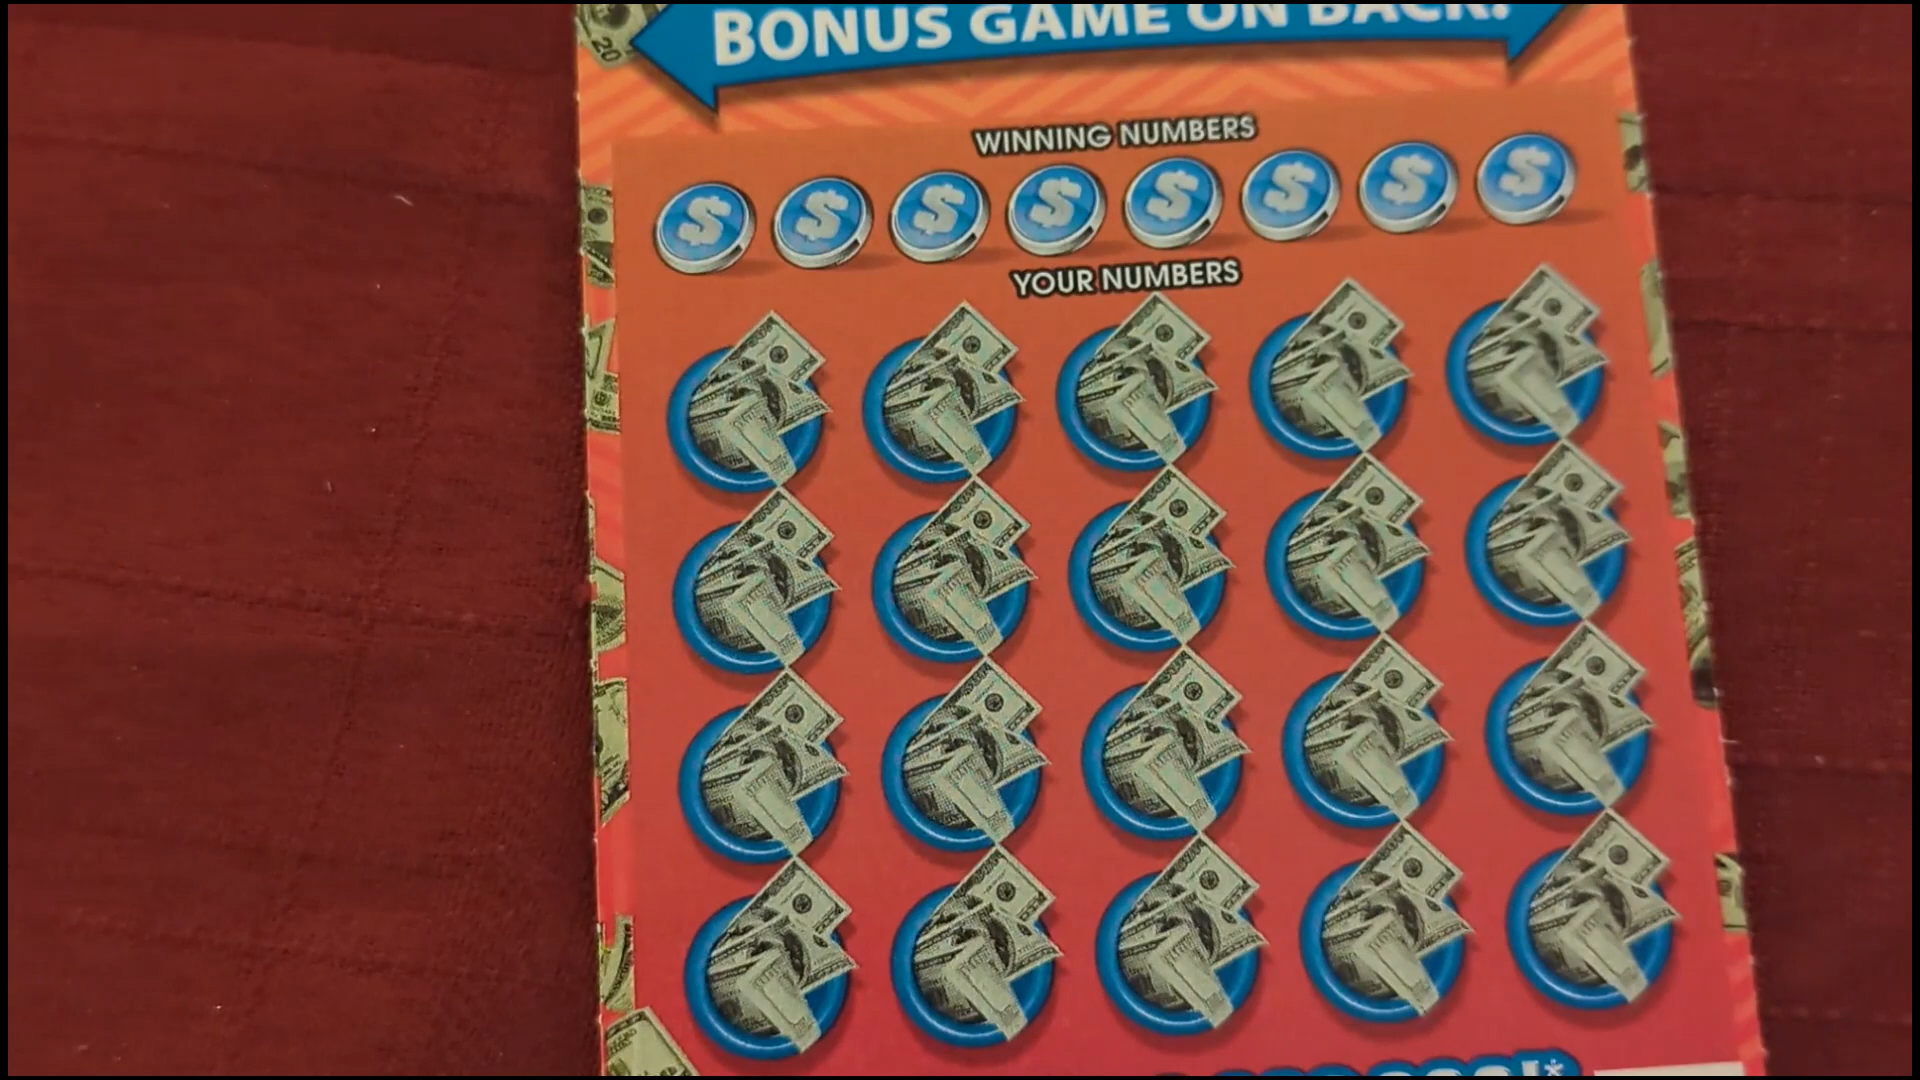 BONUS GAME ON BACK!
WINNING NUMBERS
$ $ $ $ $ $ $ $
YOUR NUMBERS